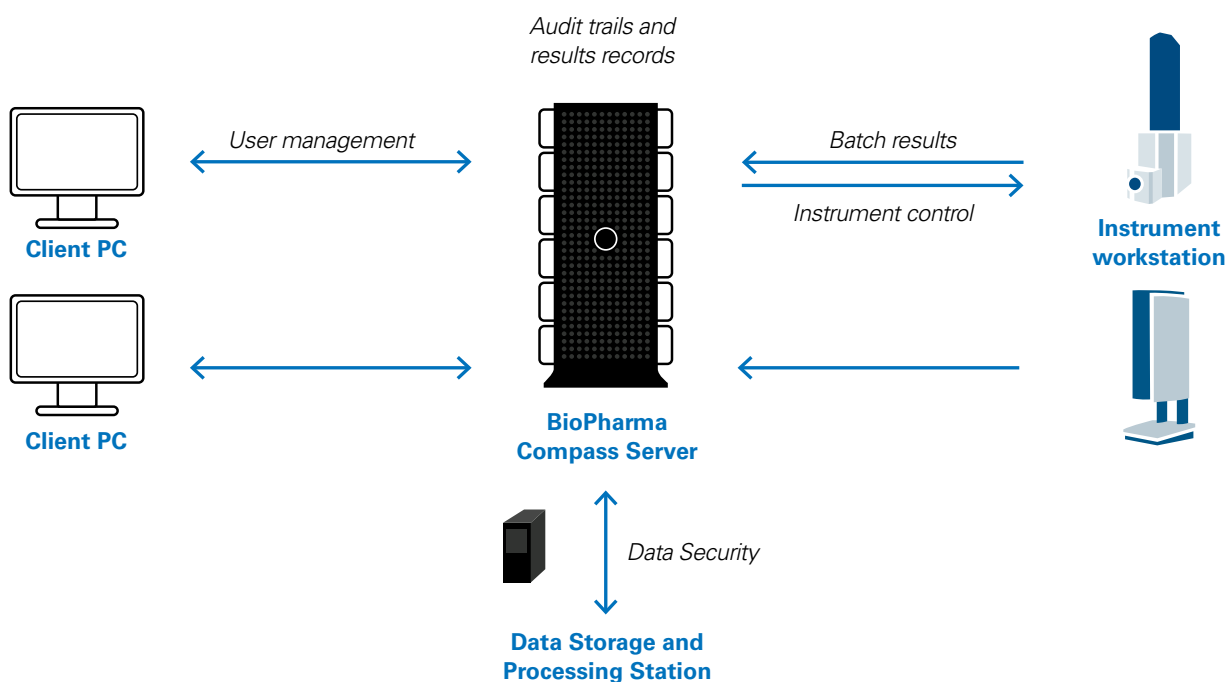 Audit trails and
results records
User management
Batch results
Instrument control
Client PC
Instrument
workstation
Client PC
BioPharma
Compass Server
Data Security
Data Storage and
Processing Station